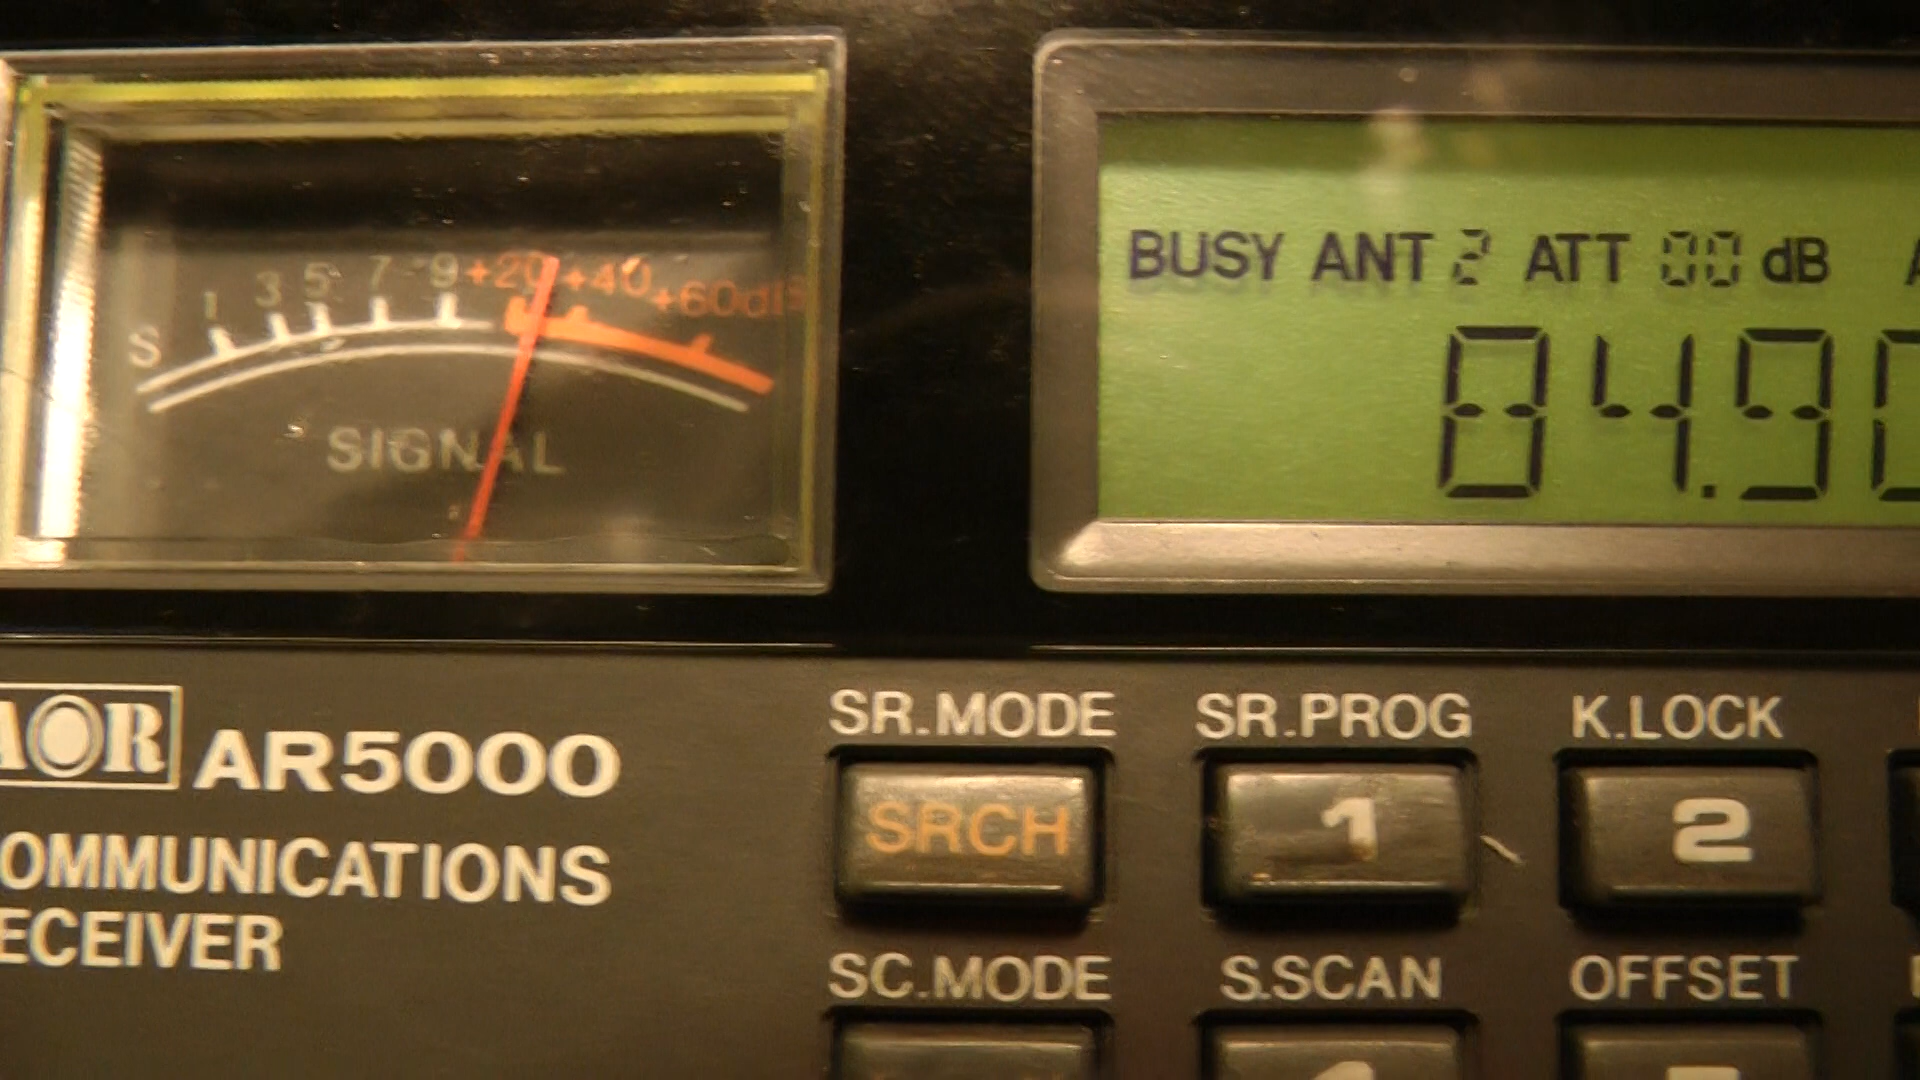 1 3 5 7 9 +20 +40 +60dB
S
SIGNAL
BUSY ANT 2 ATT 00 dB
84.90
AOR AR5000
OMMUNICATIONS
ECEIVER
SR.MODE SR.PROG K.LOCK
SRCH 1 2
SC.MODE S.SCAN OFFSET